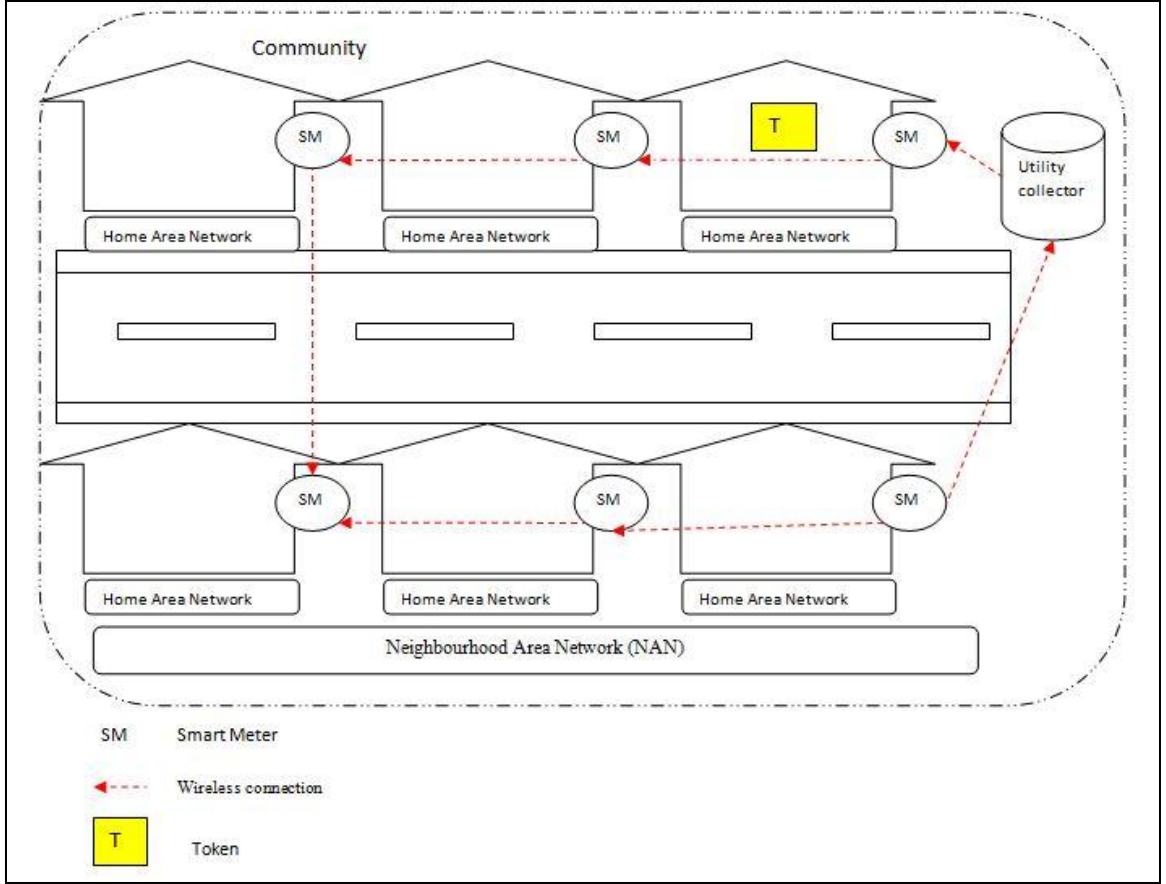 Community
SM
SM
T
SM
Utility
collector
Home Area Network
Home Area Network
Home Area Network
SM
SM
SM
Home Area Network
Home Area Network
Home Area Network
Neighbourhood Area Network (NAN)
SM Smart Meter
Wireless connection
T Token